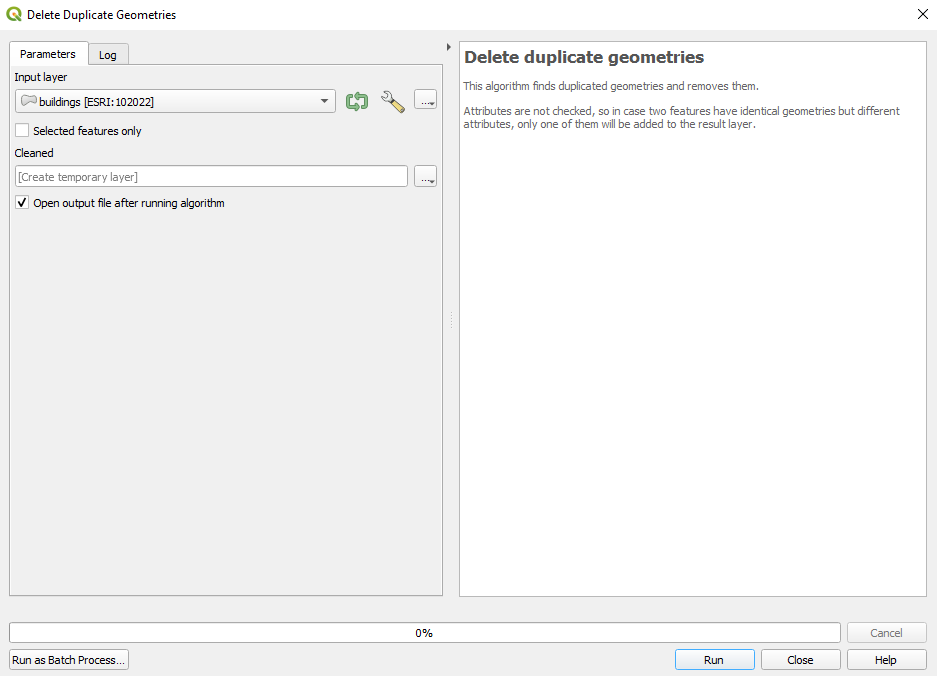 Delete Duplicate Geometries
Parameters
Log
Input layer
buildings [ESRI:102022]
...
Selected features only
Cleaned
[Create temporary layer]
...
Open output file after running algorithm
Delete duplicate geometries
This algorithm finds duplicated geometries and removes them.
Attributes are not checked, so in case two features have identical geometries but different
attributes, only one of them will be added to the result layer.
0%
Cancel
Run as Batch Process...
Run
Close
Help